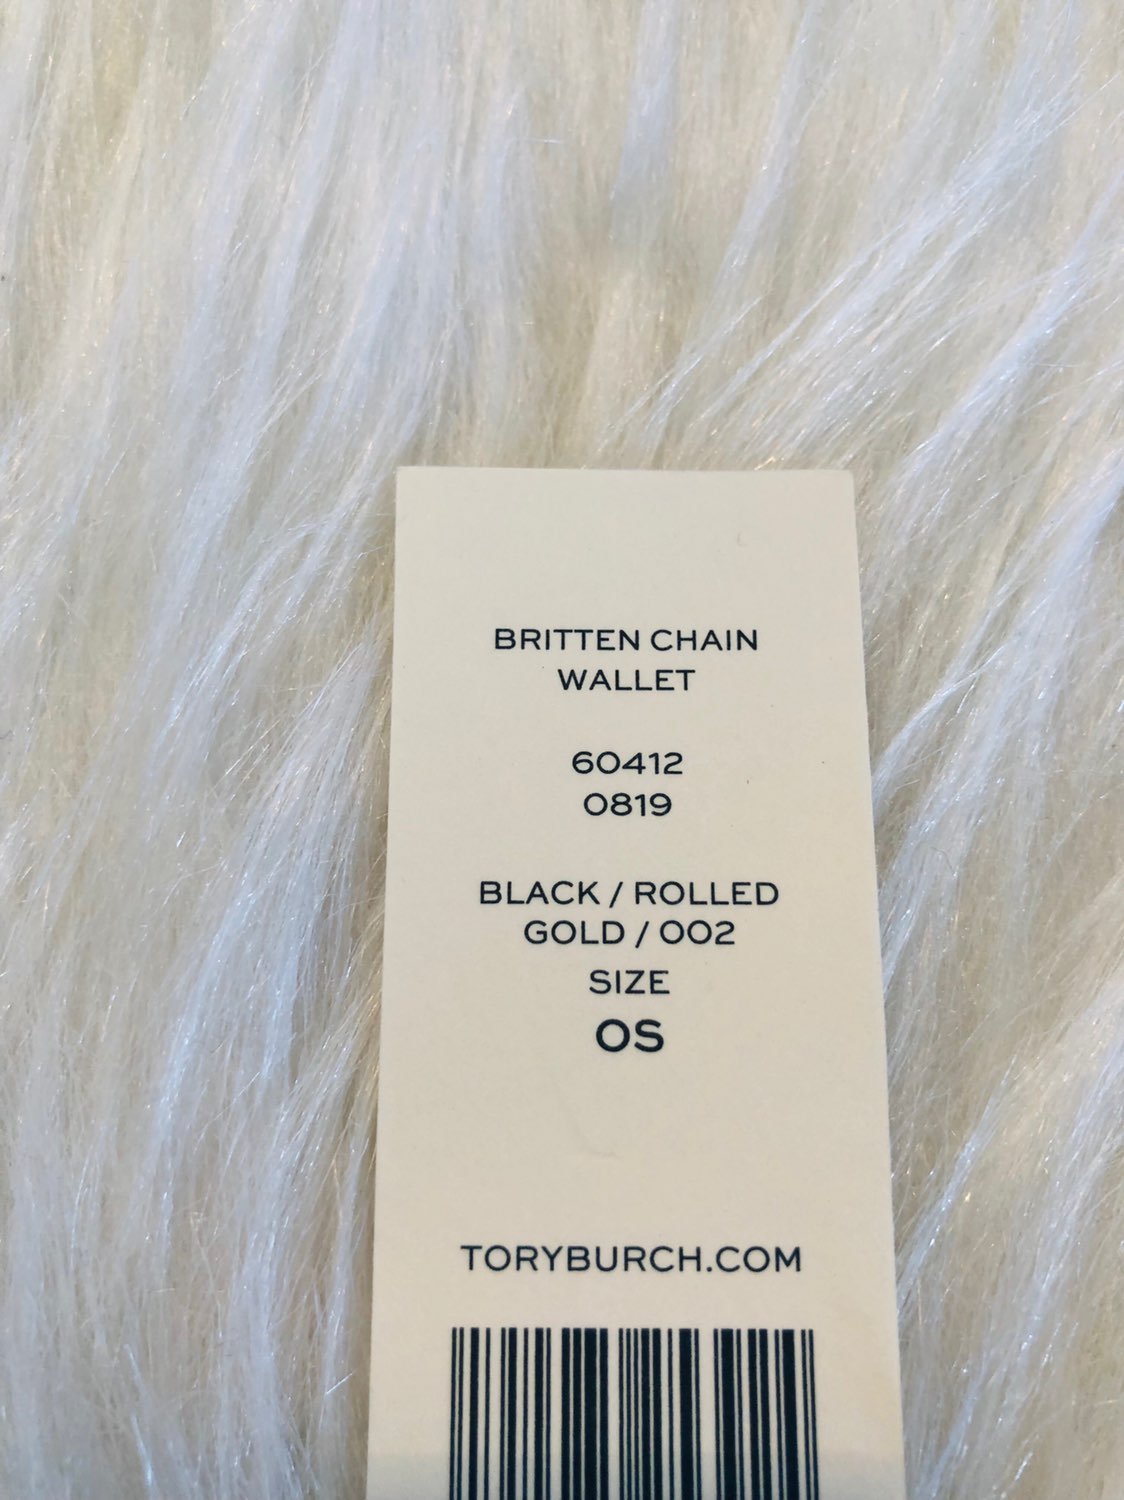 BRITTEN CHAIN
WALLET
60412
0819
BLACK / ROLLED
GOLD / 002
SIZE
OS
TORYBURCH.COM